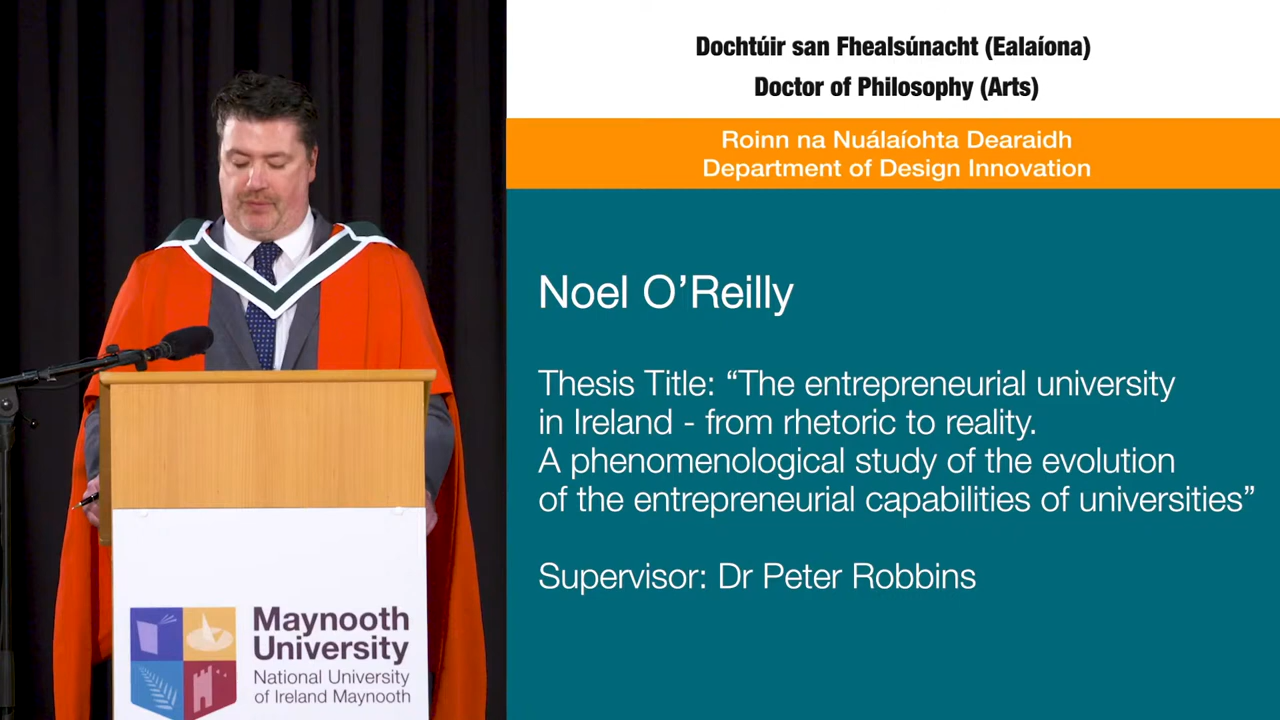 Dochtúir san Fhealsúnacht (Ealaíona)
Doctor of Philosophy (Arts)
Roinn na Nuálaíohta Dearaidh
Department of Design Innovation
Noel O’Reilly
Thesis Title: “The entrepreneurial university
in Ireland - from rhetoric to reality.
A phenomenological study of the evolution
of the entrepreneurial capabilities of universities”
Supervisor: Dr Peter Robbins
Maynooth
University
National University
of Ireland Maynooth